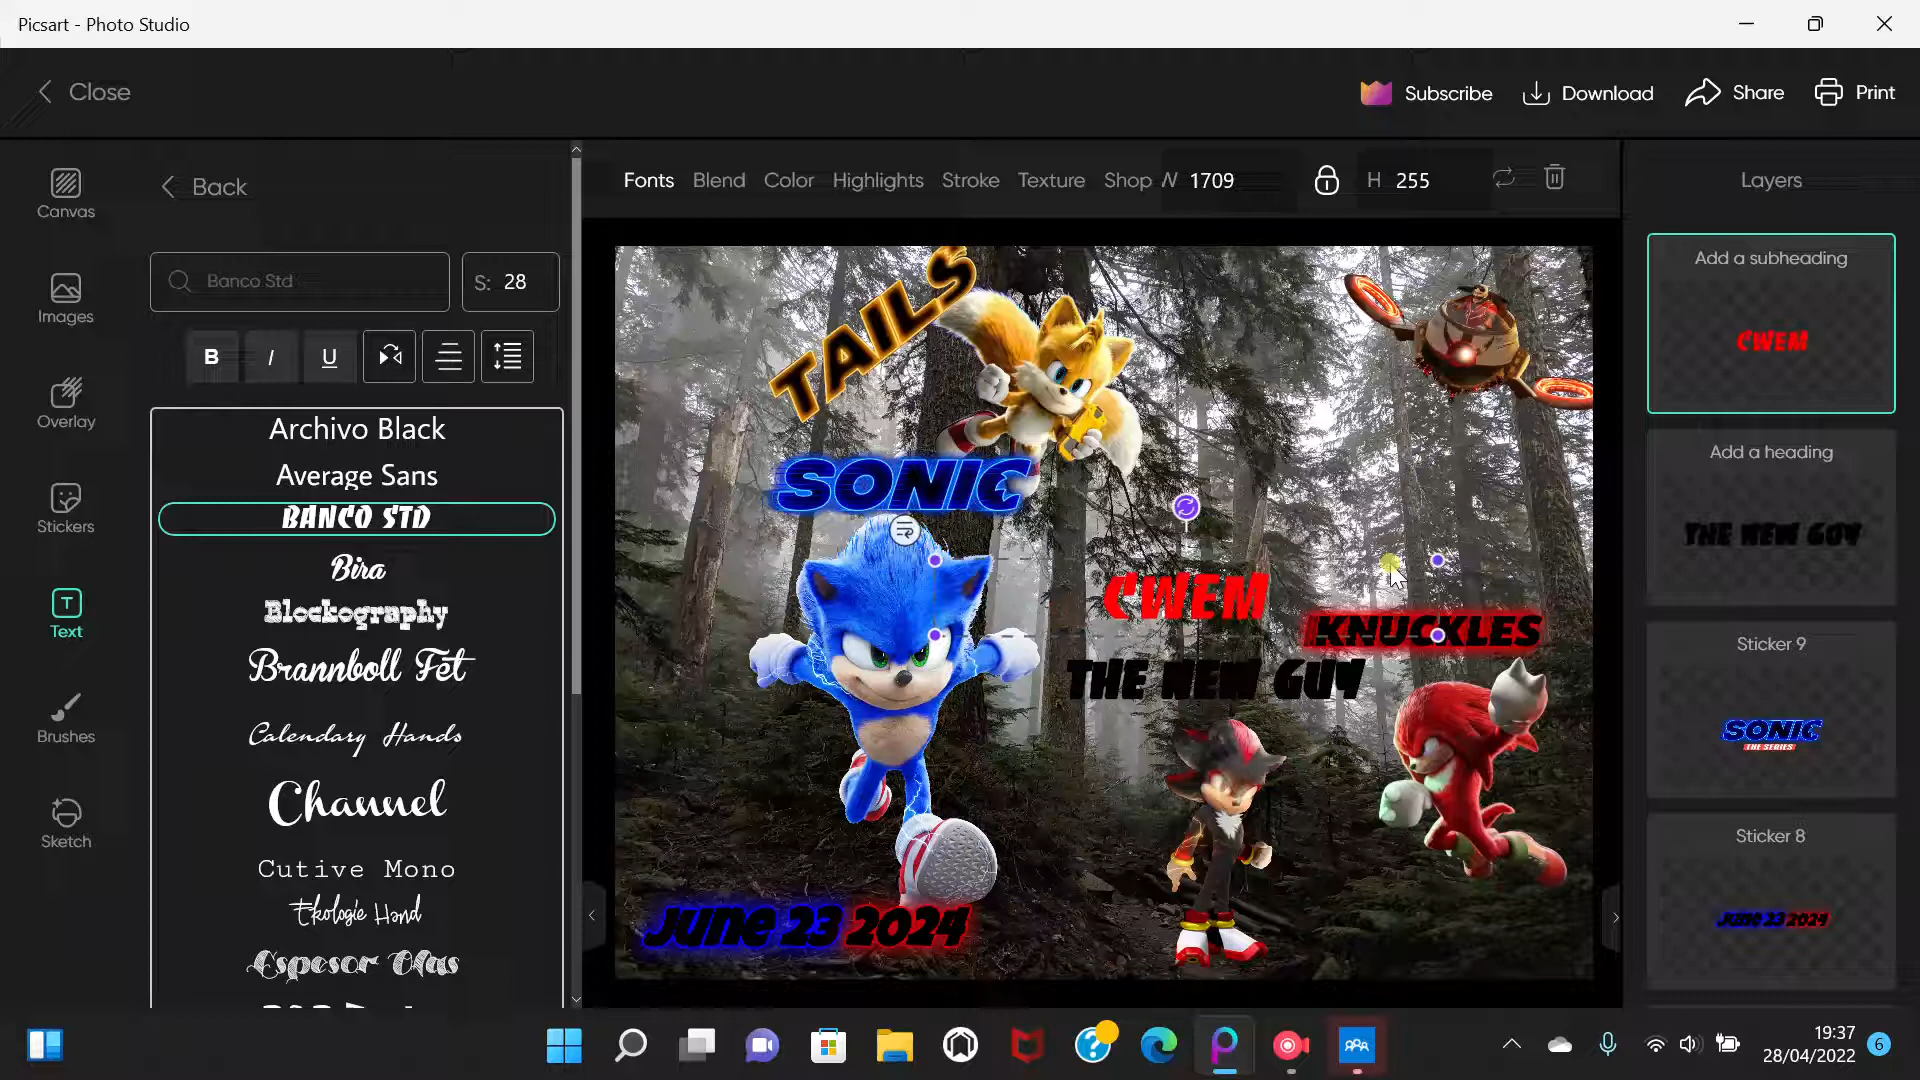 Picsart - Photo Studio
Close
Subscribe
Download
Share
Print
Canvas
Images
Overlay
Stickers
Text
Brushes
Sketch
Back
Banco Std
S: 28
B I U
Archivo Black
Average Sans
BANCO STD
Bira
Blockography
Brannboll Fet
Calendary Hands
Channel
Cutive Mono
Ekologie Hand
Espesor Olas
Fonts Blend Color Highlights Stroke Texture Shop
1709
H 255
TAILS
SONIC
CWEM
KNUCKLES
THE NEW GUY
June 23 2024
Layers
Add a subheading
CWEM
Add a heading
THE NEW GUY
Sticker 9
SONIC
THE SERIES
Sticker 8
June 23 2024
19:37
28/04/2022
6